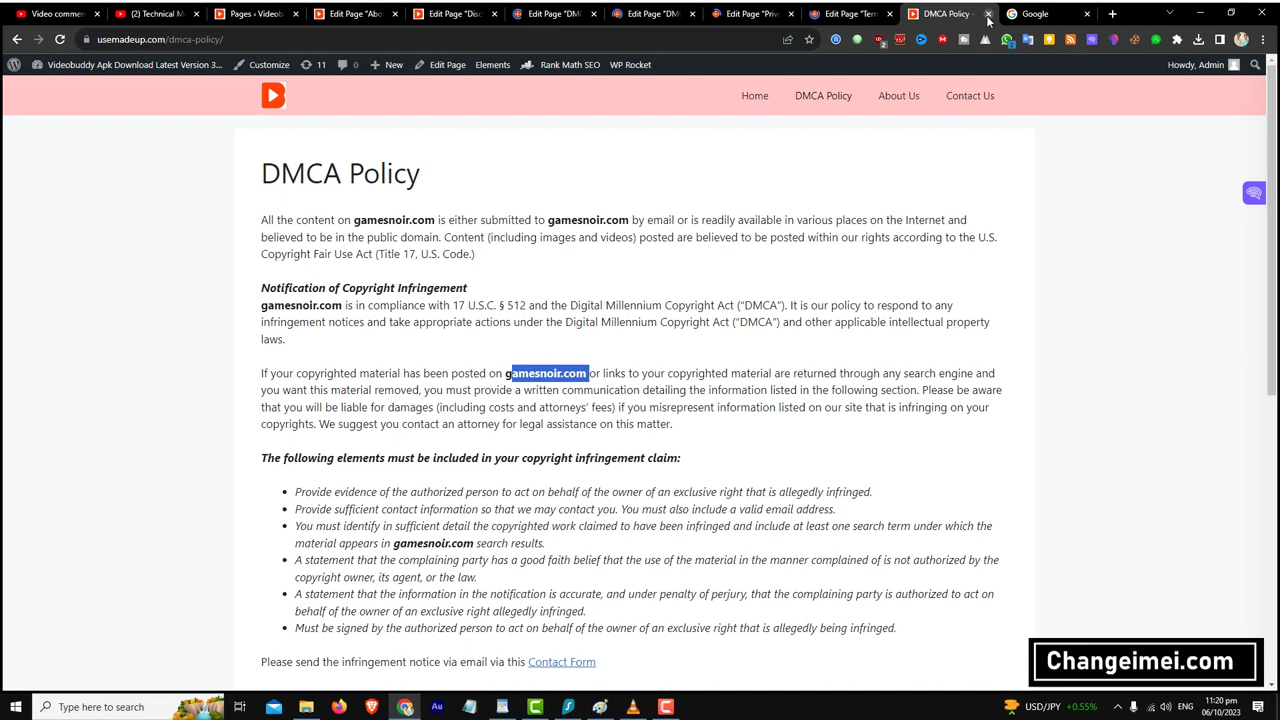 Video commen
(2) Technical M
Pages ‹ Videob
Edit Page "Abo
Edit Page "Disc
Edit Page "DMC
Edit Page "DMC
Edit Page "Priva
Edit Page "Term
DMCA Policy -
Google
usemadeup.com/dmca-policy/
Videobuddy Apk Download Latest Version 3...
Customize
11
0
New
Edit Page
Elements
Rank Math SEO
WP Rocket
Howdy, Admin
Home
DMCA Policy
About Us
Contact Us
DMCA Policy
All the content on gamesnoir.com is either submitted to gamesnoir.com by email or is readily available in various places on the Internet and
believed to be in the public domain. Content (including images and videos) posted are believed to be posted within our rights according to the U.S.
Copyright Fair Use Act (Title 17, U.S. Code.)
Notification of Copyright Infringement
gamesnoir.com is in compliance with 17 U.S.C. § 512 and the Digital Millennium Copyright Act (“DMCA”). It is our policy to respond to any
infringement notices and take appropriate actions under the Digital Millennium Copyright Act (“DMCA”) and other applicable intellectual property
laws.
If your copyrighted material has been posted on gamesnoir.com or links to your copyrighted material are returned through any search engine and
you want this material removed, you must provide a written communication detailing the information listed in the following section. Please be aware
that you will be liable for damages (including costs and attorneys’ fees) if you misrepresent information listed on our site that is infringing on your
copyrights. We suggest you contact an attorney for legal assistance on this matter.
The following elements must be included in your copyright infringement claim:
• Provide evidence of the authorized person to act on behalf of the owner of an exclusive right that is allegedly infringed.
• Provide sufficient contact information so that we may contact you. You must also include a valid email address.
• You must identify in sufficient detail the copyrighted work claimed to have been infringed and include at least one search term under which the
material appears in gamesnoir.com search results.
• A statement that the complaining party has a good faith belief that the use of the material in the manner complained of is not authorized by the
copyright owner, its agent, or the law.
• A statement that the information in the notification is accurate, and under penalty of perjury, that the complaining party is authorized to act on
behalf of the owner of an exclusive right that is allegedly infringed.
• Must be signed by the authorized person to act on behalf of the owner of an exclusive right that is allegedly being infringed.
Please send the infringement notice via email via this Contact Form
Changeimei.com
Type here to search
USD/JPY +0.55%
ENG
11:20 pm
06/10/2023